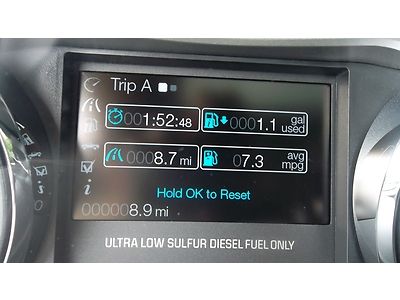 Trip A
0001:52:48
0001.1 gal used
0008.7 mi
07.3 avg mpg
Hold OK to Reset
000008.9 mi
ULTRA LOW SULFUR DIESEL FUEL ONLY